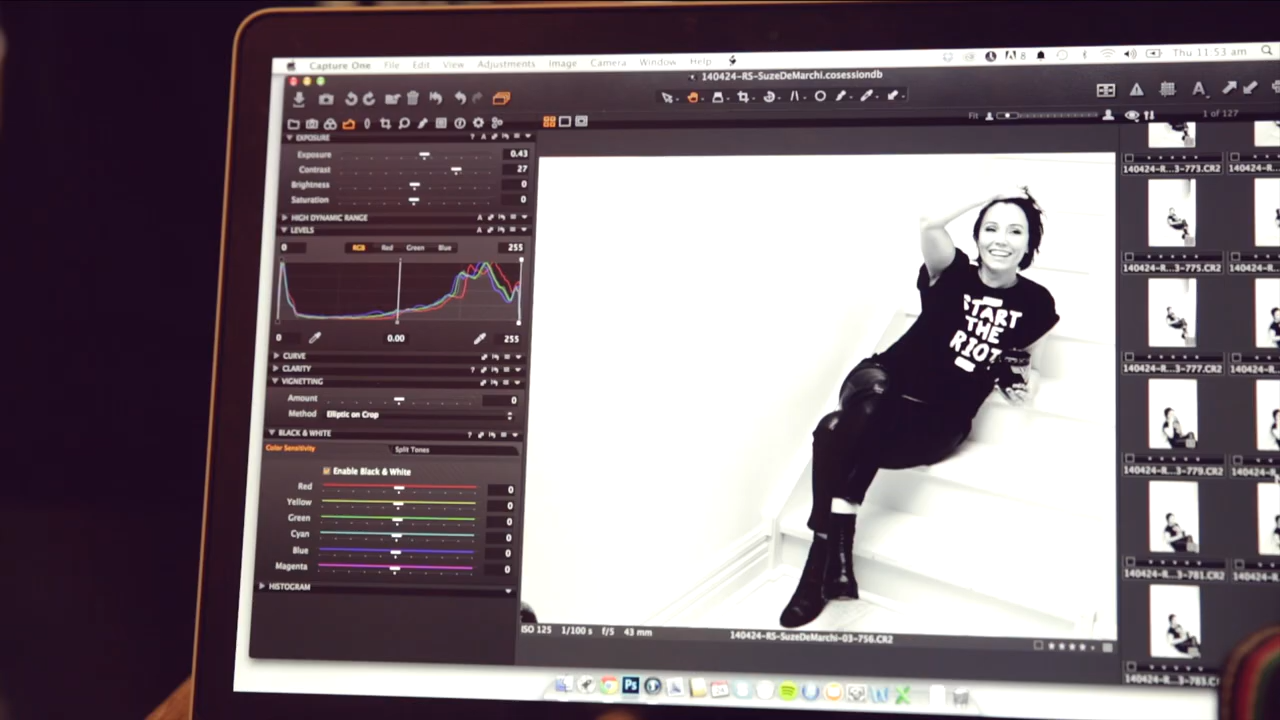 Capture One File Edit View Adjustments Image Camera Window Help
8 Thu 11:53 am
140424-RS-SuzeDeMarchi.cosessiondb
Fit
1 of 127
EXPOSURE
Exposure 0.43
Contrast 27
Brightness 0
Saturation 0
HIGH DYNAMIC RANGE
LEVELS
0 RGB Red Green Blue 255
0 0.00 255
CURVE
CLARITY
VIGNETTING
Amount 0
Method Elliptic on Crop
BLACK & WHITE
Color Sensitivity Split Tones
Enable Black & White
Red 0
Yellow 0
Green 0
Cyan 0
Blue 0
Magenta 0
HISTOGRAM
START
THE
RIOT
ISO 125 1/100 s f/5 43 mm
140424-RS-SuzeDeMarchi-03-756.CR2
140424-R...3-773.CR2
140424-R...3-775.CR2
140424-R...3-777.CR2
140424-R...3-779.CR2
140424-R...3-781.CR2
140424-R...3-783.C
Ps